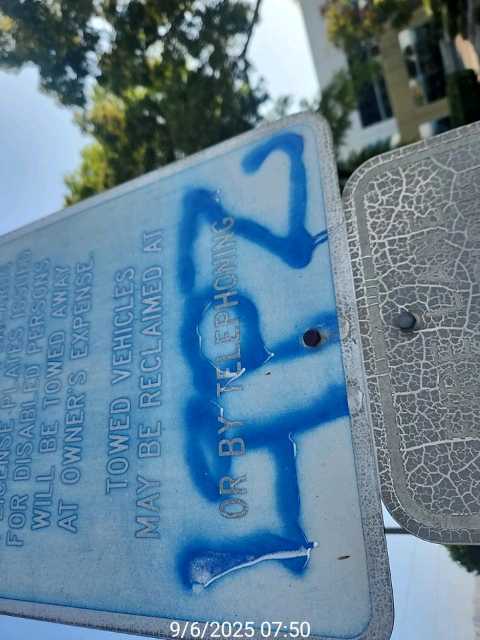 LICENSE PLATES ISSUED
FOR DISABLED PERSONS
WILL BE TOWED AWAY
AT OWNER'S EXPENSE.
TOWED VEHICLES
MAY BE RECLAIMED AT
OR BY TELEPHONING
9/6/2025 07:50